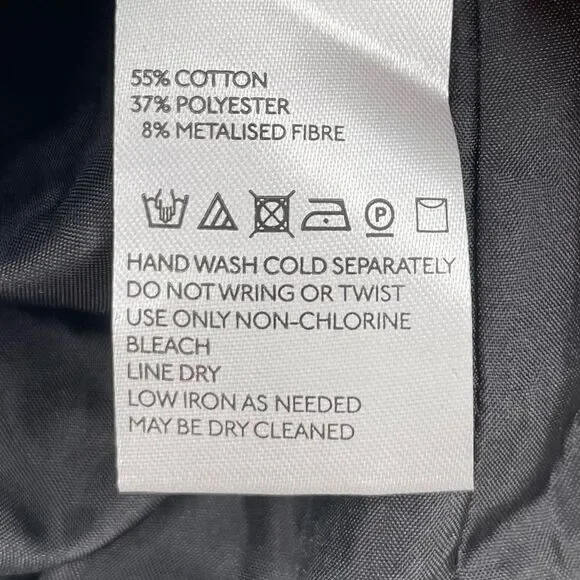 55% COTTON
37% POLYESTER
8% METALISED FIBRE
P
HAND WASH COLD SEPARATELY
DO NOT WRING OR TWIST
USE ONLY NON-CHLORINE
BLEACH
LINE DRY
LOW IRON AS NEEDED
MAY BE DRY CLEANED